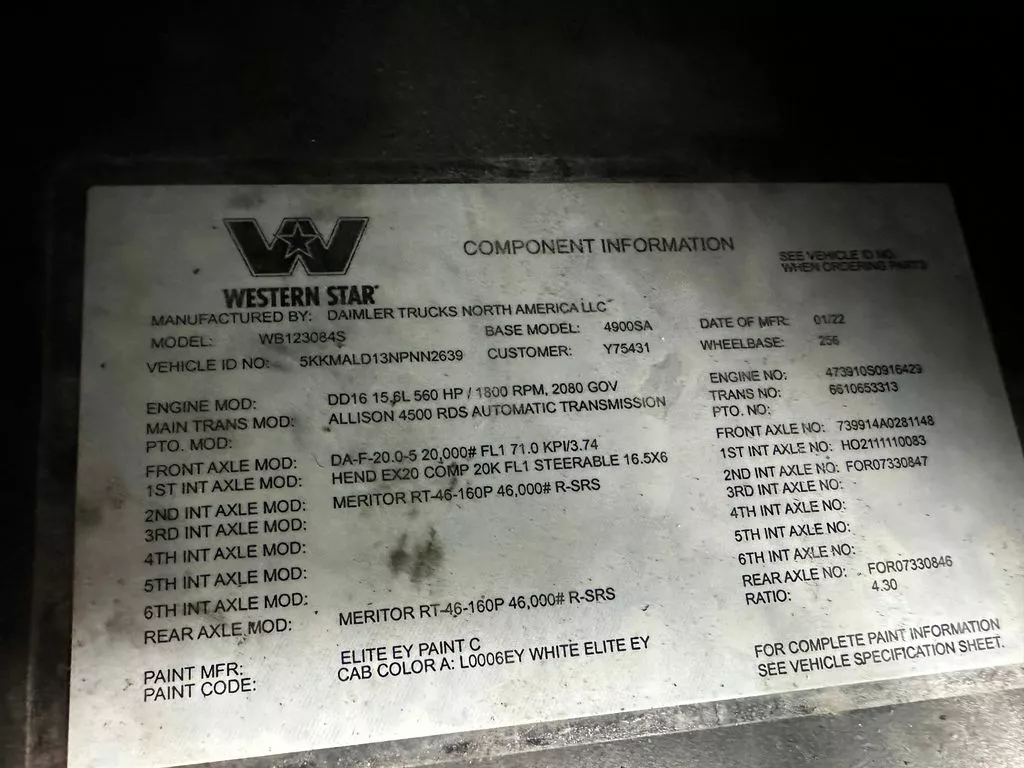 WESTERN STAR
COMPONENT INFORMATION
SEE VEHICLE ID NO.
WHEN ORDERING PARTS
MANUFACTURED BY: DAIMLER TRUCKS NORTH AMERICA LLC
MODEL: WB123084S BASE MODEL: 4900SA DATE OF MFR: 01/22
VEHICLE ID NO: 5KKMALD13NPNN2639 CUSTOMER: Y75431 WHEELBASE: 256
ENGINE MOD: DD16 15.6L 560 HP / 1800 RPM, 2080 GOV ENGINE NO: 473910S0916429
MAIN TRANS MOD: ALLISON 4500 RDS AUTOMATIC TRANSMISSION TRANS NO: 6610653313
PTO. MOD: PTO. NO:
FRONT AXLE MOD: DA-F-20.0-5 20,000# FL1 71.0 KPI/3.74 FRONT AXLE NO: 739914A0281148
1ST INT AXLE MOD: HEND EX20 COMP 20K FL1 STEERABLE 16.5X6 1ST INT AXLE NO: HO2111110083
2ND INT AXLE MOD: MERITOR RT-46-160P 46,000# R-SRS 2ND INT AXLE NO: FOR07330847
3RD INT AXLE MOD: 3RD INT AXLE NO:
4TH INT AXLE MOD: 4TH INT AXLE NO:
5TH INT AXLE MOD: 5TH INT AXLE NO:
6TH INT AXLE MOD: 6TH INT AXLE NO:
REAR AXLE MOD: MERITOR RT-46-160P 46,000# R-SRS REAR AXLE NO: FOR07330846
RATIO: 4.30
PAINT MFR: ELITE EY PAINT C
PAINT CODE: CAB COLOR A: L0006EY WHITE ELITE EY
FOR COMPLETE PAINT INFORMATION
SEE VEHICLE SPECIFICATION SHEET.